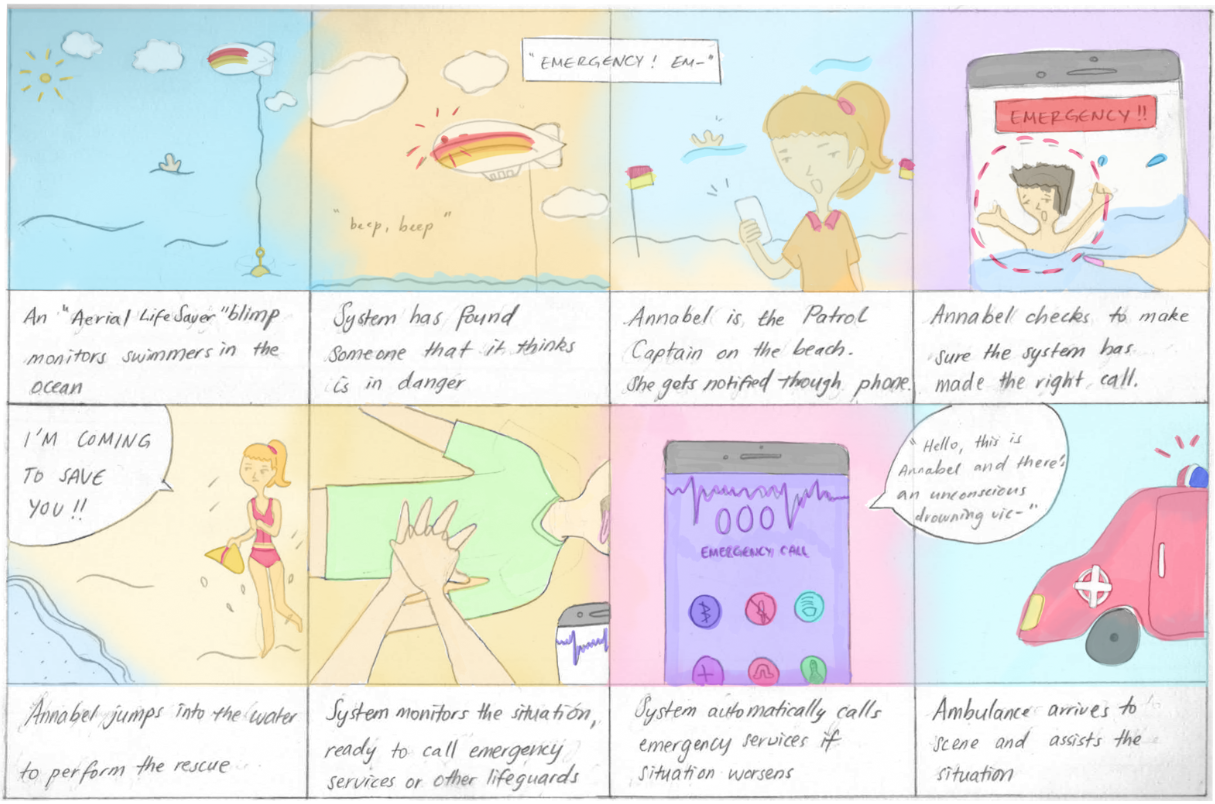 "EMERGENCY! EM-"
"beep, beep"
EMERGENCY!!
An "Aerial LifeSaver" blimp
monitors swimmers in the
ocean
System has found
someone that it thinks
is in danger
Annabel is the Patrol
Captain on the beach.
She gets notified through phone.
Annabel checks to make
sure the system has
made the right call.
I'M COMING
TO SAVE
YOU!!
000
EMERGENCY CALL
"Hello, this is
Annabel and there's
an unconscious
drowning vic-"
Annabel jumps into the water
to perform the rescue
System monitors the situation,
ready to call emergency
services or other lifeguards
System automatically calls
emergency services if
situation worsens
Ambulance arrives to
scene and assists the
situation